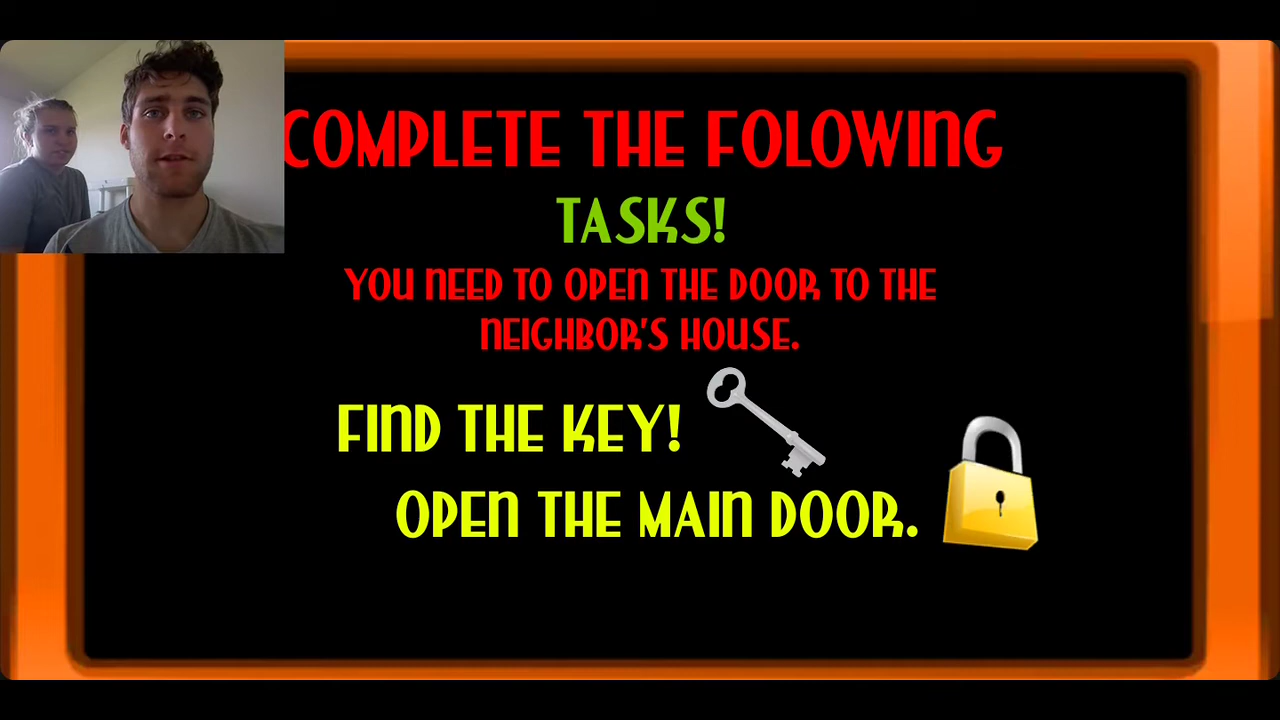 COMPLETE THE FOLOWING
TASKS!
YOU NEED TO OPEN THE DOOR TO THE
NEIGHBOR'S HOUSE.
FIND THE KEY!
OPEN THE MAIN DOOR.